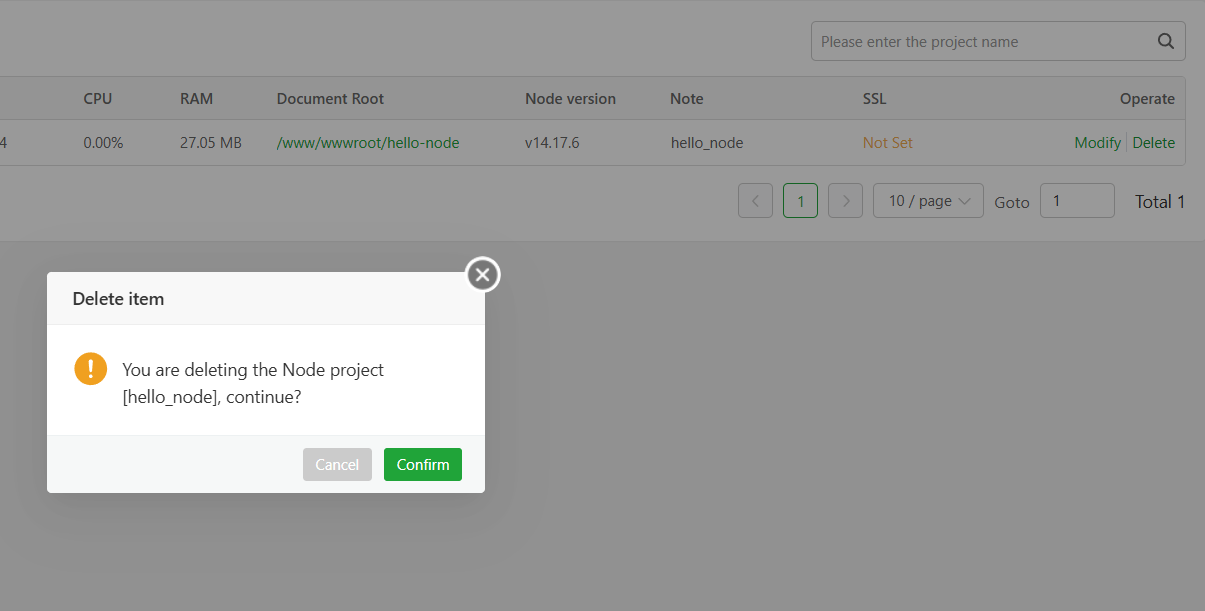 Please enter the project name
CPU RAM Document Root Node version Note SSL Operate
4 0.00% 27.05 MB /www/wwwroot/hello-node v14.17.6 hello_node Not Set Modify Delete
1 10 / page Goto 1 Total 1
Delete item
You are deleting the Node project
[hello_node], continue?
Cancel Confirm